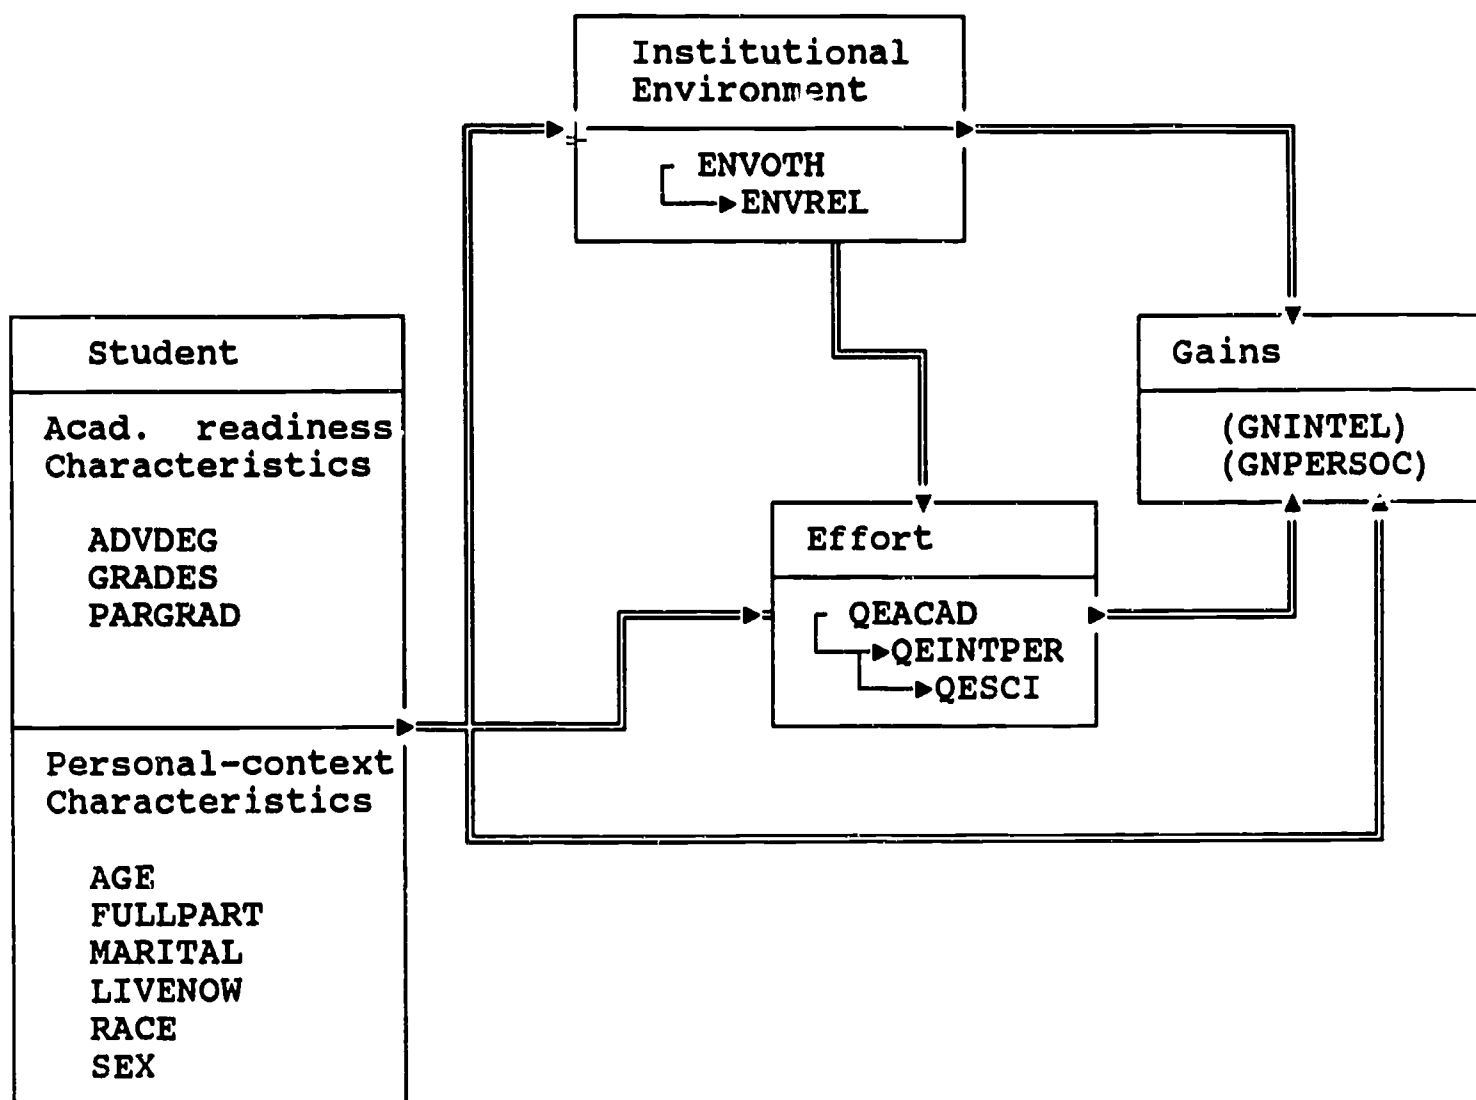 Institutional
Environment
ENVOTH
ENVREL
Student
Acad. readiness
Characteristics
ADVDEG
GRADES
PARGRAD
Personal-context
Characteristics
AGE
FULLPART
MARITAL
LIVENOW
RACE
SEX
Effort
QEACAD
QEINTPER
QESCI
Gains
(GNINTEL)
(GNPERSOC)